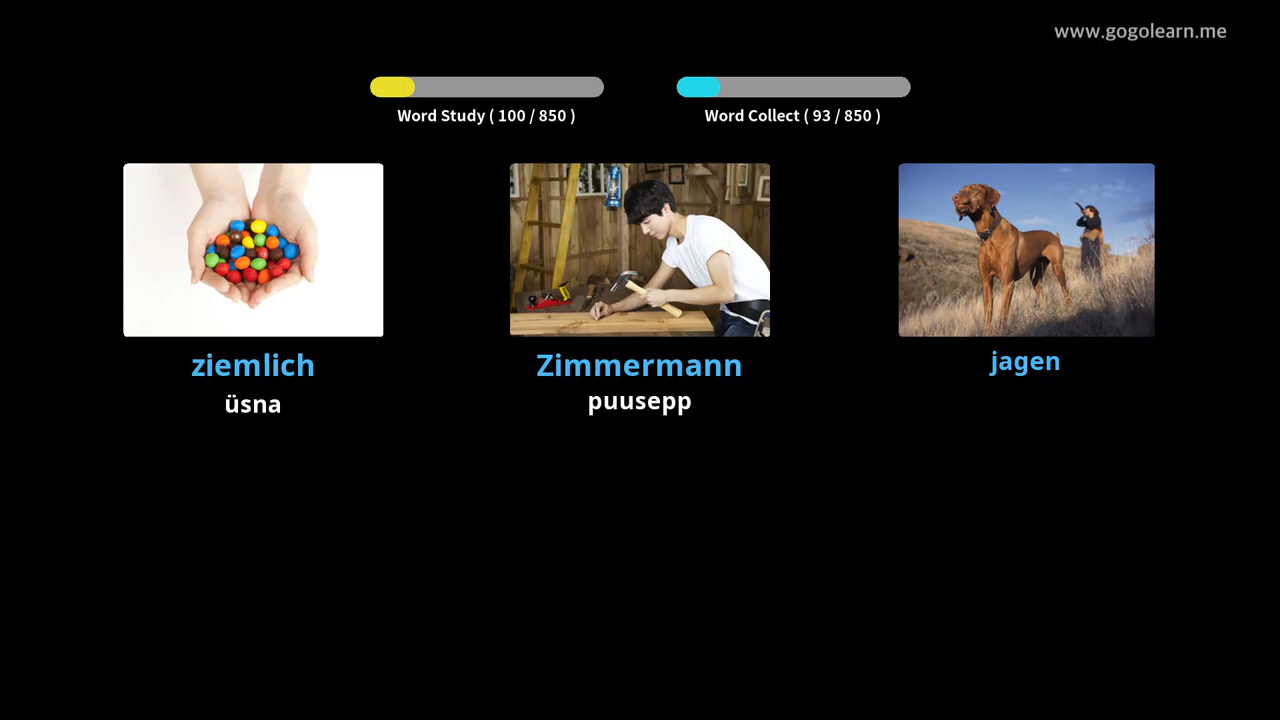 www.gogolearn.me
Word Study ( 100 / 850 )
Word Collect ( 93 / 850 )
ziemlich
üsna
Zimmermann
puusepp
jagen